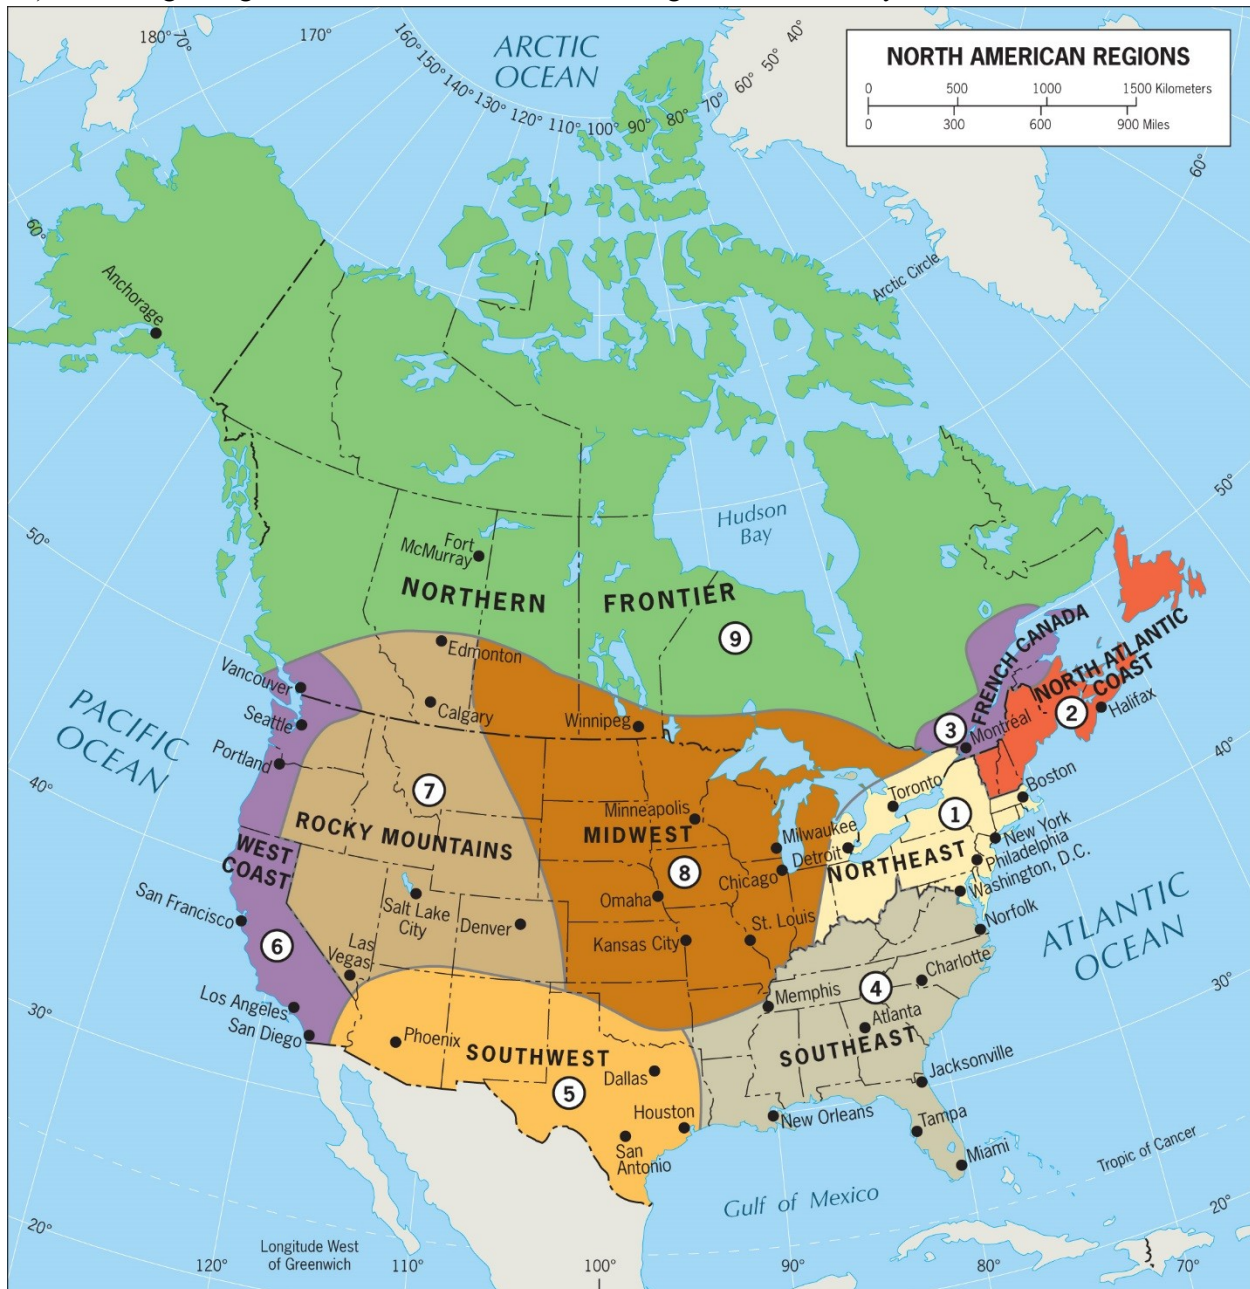 180°
70°
170°
160°
150°
140°
130°
120°
110°
100°
90°
80°
70°
60°
50°
40°
ARCTIC
OCEAN
NORTH AMERICAN REGIONS
0 500 1000 1500 Kilometers
0 300 600 900 Miles
60°
60°
Anchorage
Arctic Circle
50°
50°
Hudson
Bay
Fort
McMurray
NORTHERN FRONTIER
9
FRENCH CANADA
3
Montréal
NORTH ATLANTIC
COAST
2
Halifax
40°
Edmonton
Calgary
Vancouver
Seattle
Portland
PACIFIC
OCEAN
40°
Winnipeg
7
ROCKY MOUNTAINS
Minneapolis
MIDWEST
8
Milwaukee
Detroit
Chicago
Omaha
Kansas City
St. Louis
Toronto
1
NORTHEAST
Boston
New York
Philadelphia
Washington, D.C.
Norfolk
ATLANTIC
OCEAN
WEST
COAST
San Francisco
6
Salt Lake
City
Denver
Las
Vegas
Los Angeles
San Diego
30°
30°
Phoenix
SOUTHWEST
5
Dallas
Houston
San
Antonio
Memphis
4
Charlotte
Atlanta
SOUTHEAST
Jacksonville
New Orleans
Tampa
Miami
Tropic of Cancer
Gulf of Mexico
20°
20°
Longitude West
of Greenwich
120°
110°
100°
90°
80°
70°